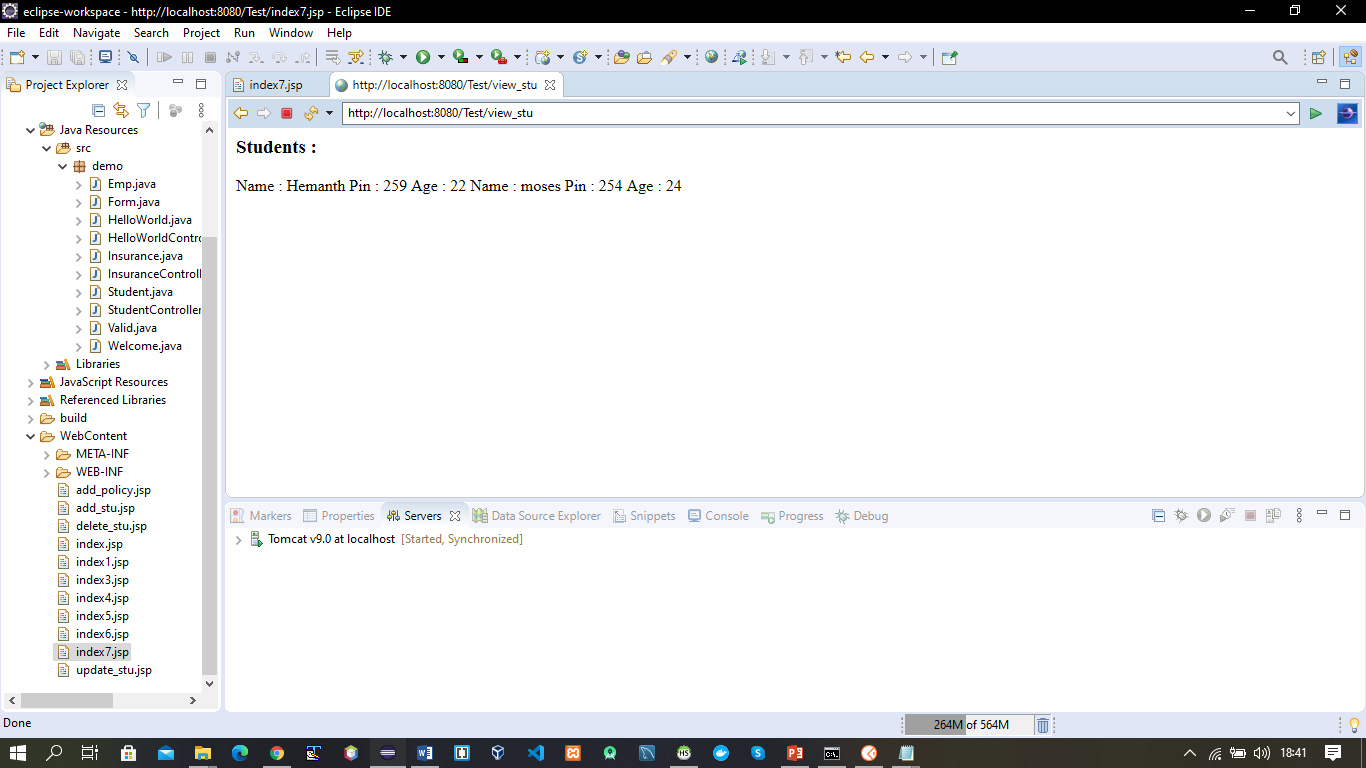 eclipse-workspace - http://localhost:8080/Test/index7.jsp - Eclipse IDE
File Edit Navigate Search Project Run Window Help
Project Explorer
index7.jsp
http://localhost:8080/Test/view_stu
http://localhost:8080/Test/view_stu
Java Resources
src
demo
Emp.java
Form.java
HelloWorld.java
HelloWorldContro
Insurance.java
InsuranceControll
Student.java
StudentController
Valid.java
Welcome.java
Libraries
JavaScript Resources
Referenced Libraries
build
WebContent
META-INF
WEB-INF
add_policy.jsp
add_stu.jsp
delete_stu.jsp
index.jsp
index1.jsp
index3.jsp
index4.jsp
index5.jsp
index6.jsp
index7.jsp
update_stu.jsp
Students :
Name : Hemanth Pin : 259 Age : 22 Name : moses Pin : 254 Age : 24
Markers Properties Servers Data Source Explorer Snippets Console Progress Debug
Tomcat v9.0 at localhost [Started, Synchronized]
Done
264M of 564M
18:41